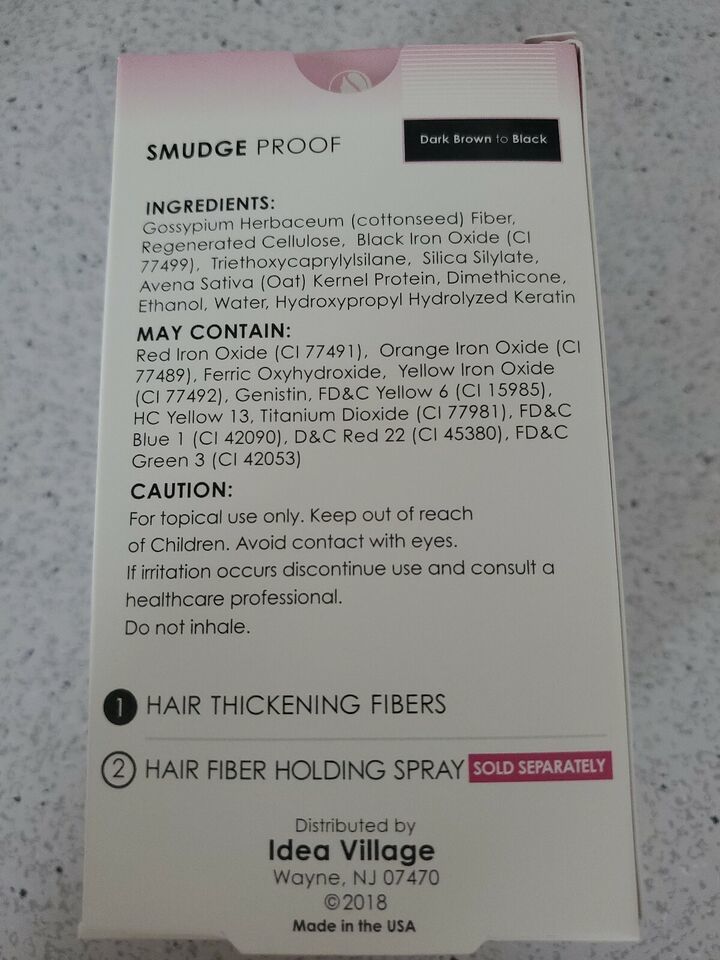 SMUDGE PROOF
Dark Brown to Black
INGREDIENTS:
Gossypium Herbaceum (cottonseed) Fiber,
Regenerated Cellulose, Black Iron Oxide (CI
77499), Triethoxycaprylylsilane, Silica Silylate,
Avena Sativa (Oat) Kernel Protein, Dimethicone,
Ethanol, Water, Hydroxypropyl Hydrolyzed Keratin
MAY CONTAIN:
Red Iron Oxide (CI 77491), Orange Iron Oxide (CI
77489), Ferric Oxyhydroxide, Yellow Iron Oxide
(CI 77492), Genistin, FD&C Yellow 6 (CI 15985),
HC Yellow 13, Titanium Dioxide (CI 77981), FD&C
Blue 1 (CI 42090), D&C Red 22 (CI 45380), FD&C
Green 3 (CI 42053)
CAUTION:
For topical use only. Keep out of reach
of Children. Avoid contact with eyes.
If irritation occurs discontinue use and consult a
healthcare professional.
Do not inhale.
1 HAIR THICKENING FIBERS
2 HAIR FIBER HOLDING SPRAY SOLD SEPARATELY
Distributed by
Idea Village
Wayne, NJ 07470
©2018
Made in the USA